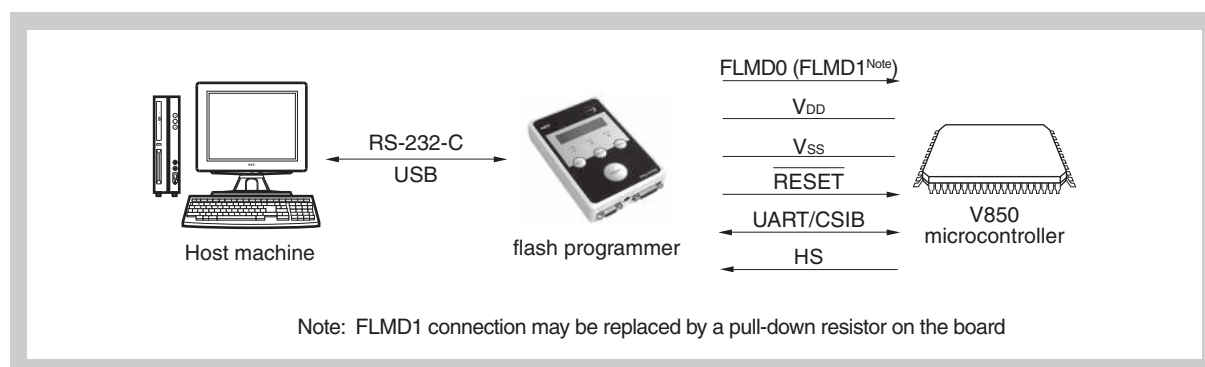 FLMD0 (FLMD1Note)
VDD
VSS
RESET
UART/CSIB
HS
RS-232-C
USB
Host machine
flash programmer
V850
microcontroller
Note: FLMD1 connection may be replaced by a pull-down resistor on the board